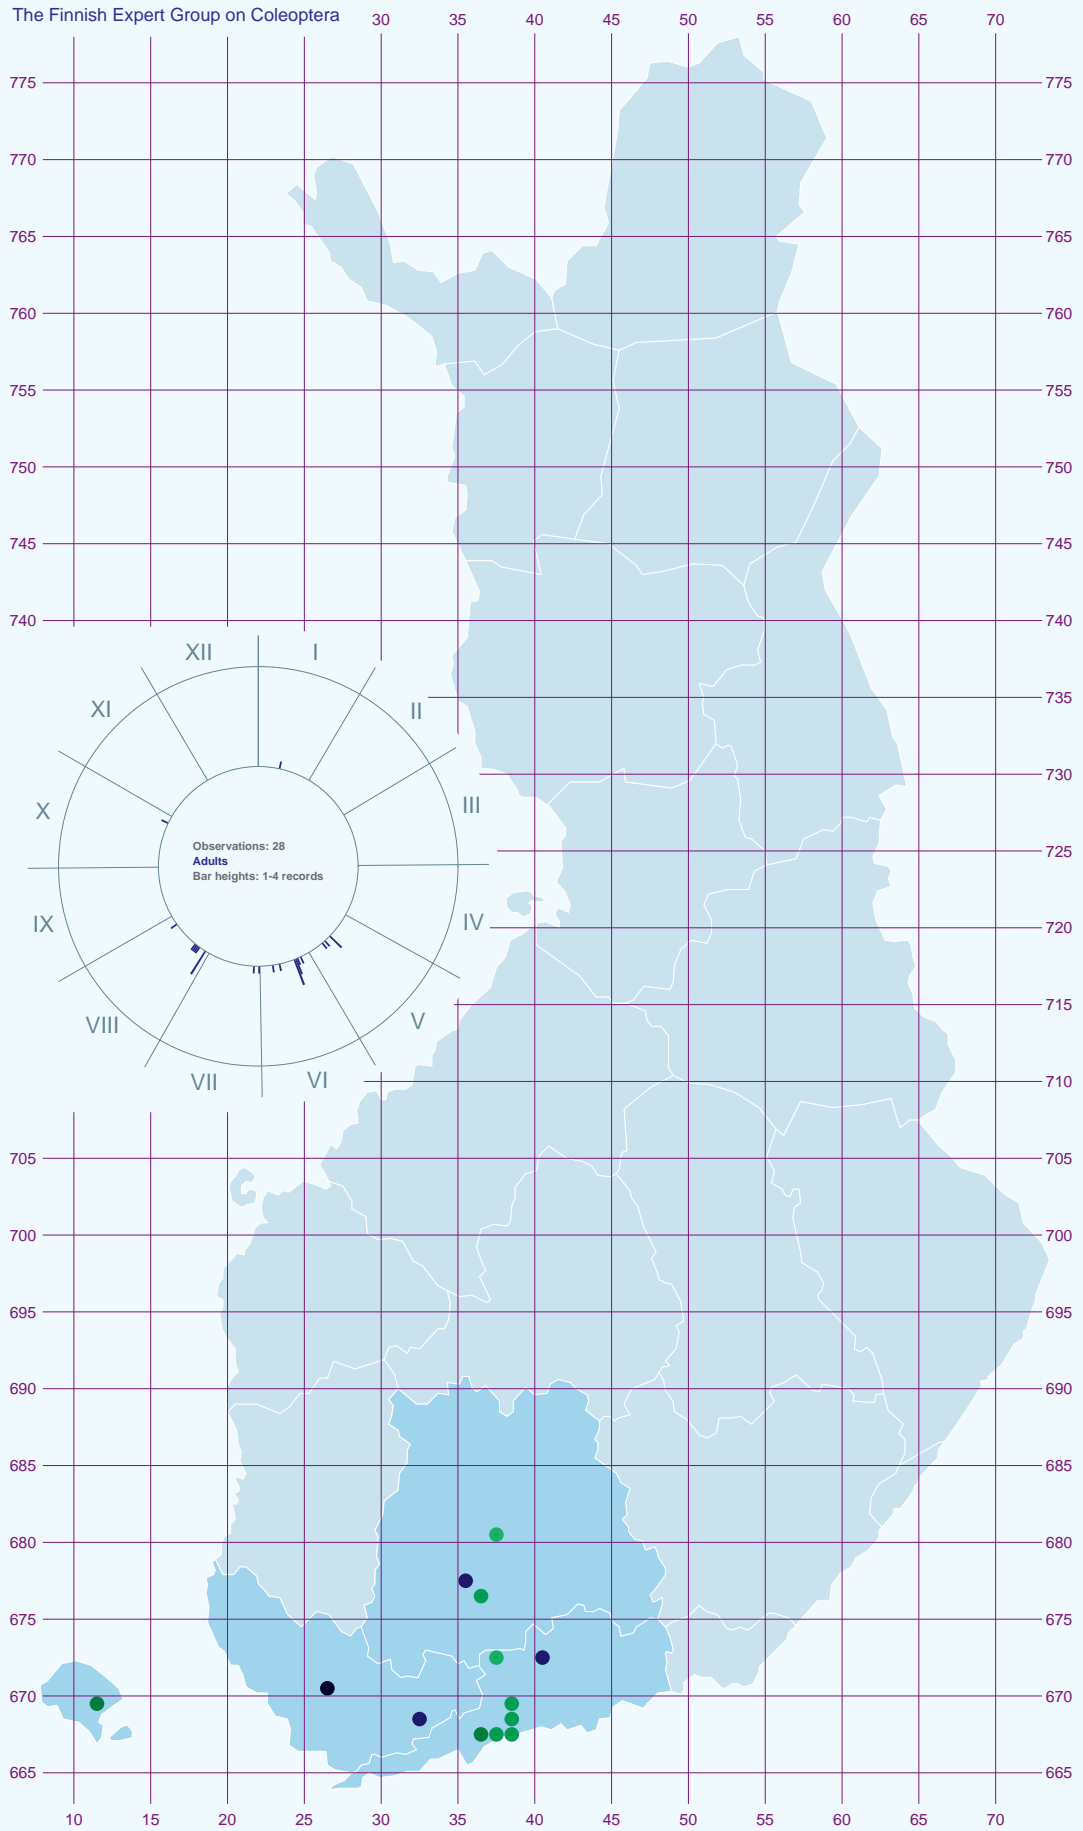 The Finnish Expert Group on Coleoptera
30 35 40 45 50 55 60 65 70
775 775
770 770
765 765
760 760
755 755
750 750
745 745
740 740
735
730
725
720
715
710
705 705
700 700
695 695
690 690
685 685
680 680
675 675
670 670
665 665
10 15 20 25 30 35 40 45 50 55 60 65 70
XII I
XI II
X III
IX IV
VIII V
VII VI
Observations: 28
Adults
Bar heights: 1-4 records